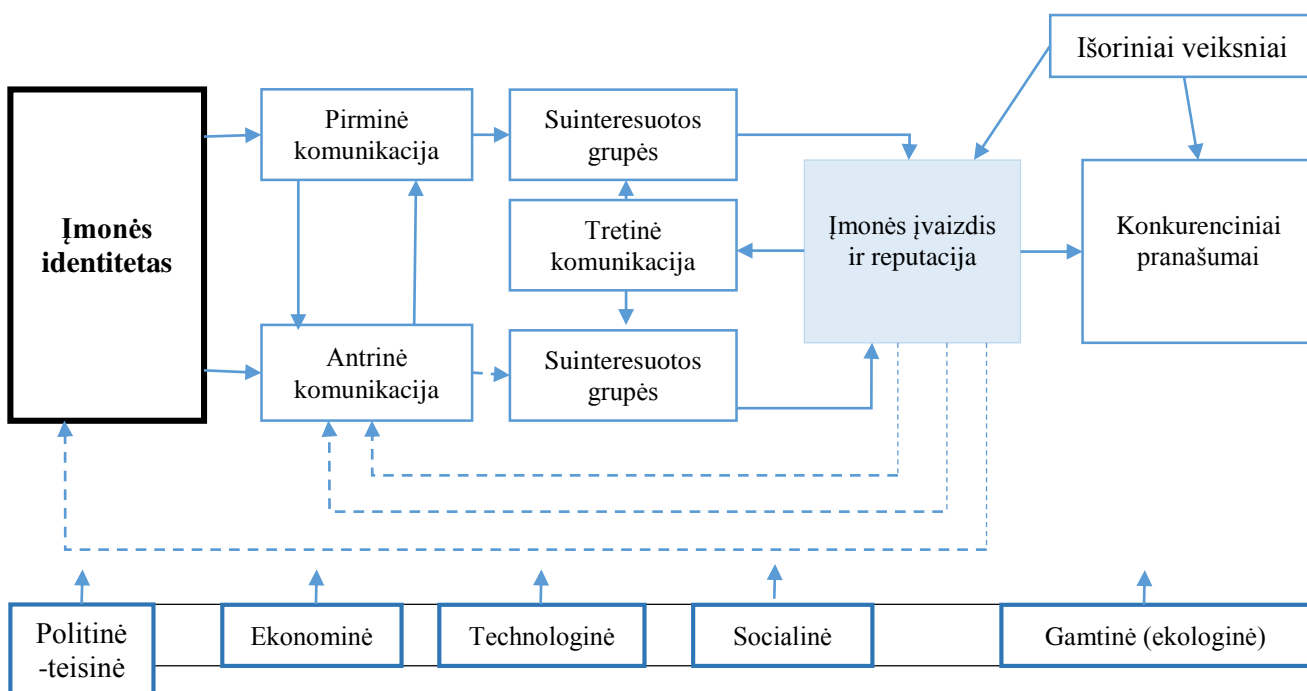 Išoriniai veiksniai
Pirminė
komunikacija
Suinteresuotos
grupės
Įmonės
identitetas
Tretinė
komunikacija
Įmonės įvaizdis
ir reputacija
Konkurenciniai
pranašumai
Antrinė
komunikacija
Suinteresuotos
grupės
Politinė
-teisinė
Ekonominė
Technologinė
Socialinė
Gamtinė (ekologinė)